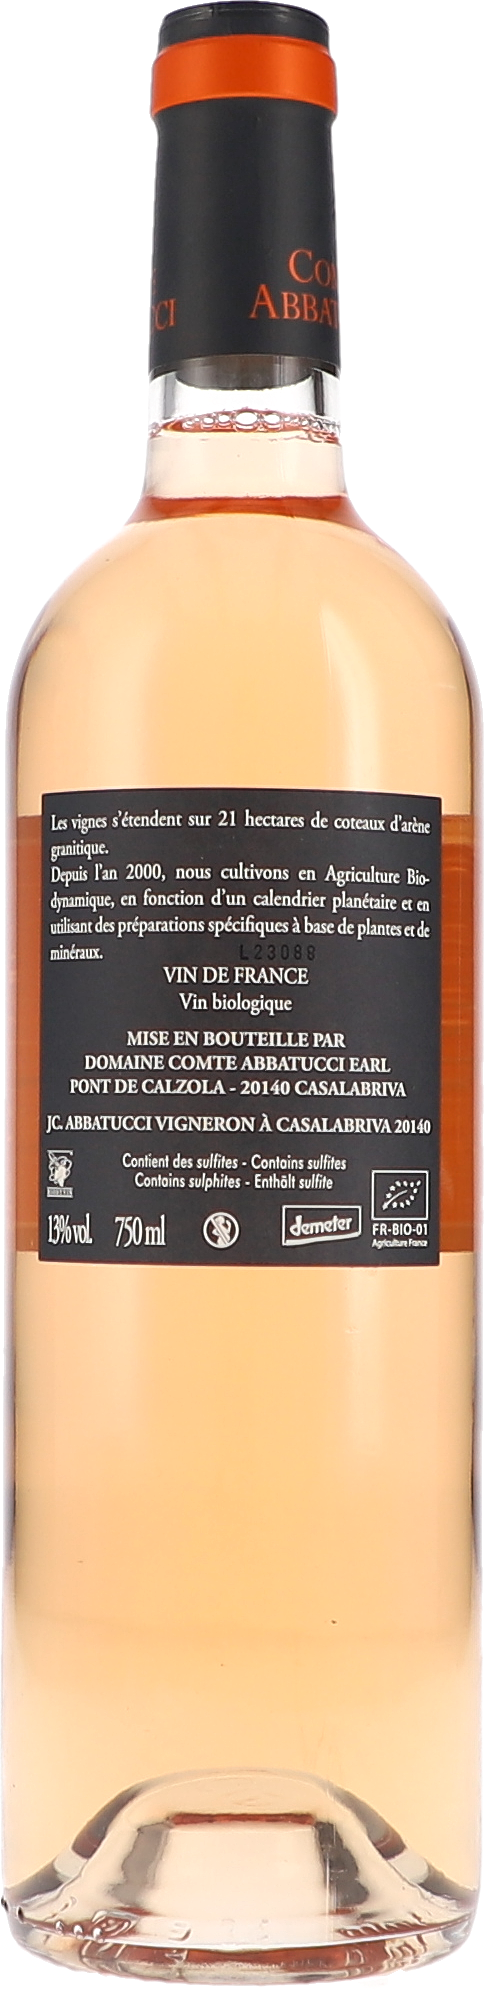 CI
ABBAT
Les vignes s'étendent sur 21 hectares de coteaux d'arène
granitique.
Depuis l'an 2000, nous cultivons en Agriculture Bio-
dynamique, en fonction d'un calendrier planétaire et en
utilisant des préparations spécifiques à base de plantes et de
minéraux. L23088
VIN DE FRANCE
Vin biologique
MISE EN BOUTEILLE PAR
DOMAINE COMTE ABBATUCCI EARL
PONT DE CALZOLA - 20140 CASALABRIVA
JC. ABBATUCCI VIGNERON À CASALABRIVA 20140
Contient des sulfites - Contains sulfites
Contains sulphites - Enthält sulfite
13%vol. 750 ml demeter FR-BIO-01
Agriculture France